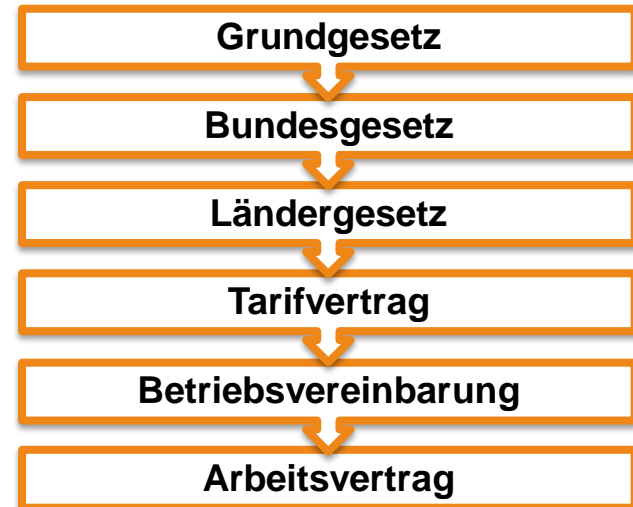 Grundgesetz
Bundesgesetz
Ländergesetz
Tarifvertrag
Betriebsvereinbarung
Arbeitsvertrag